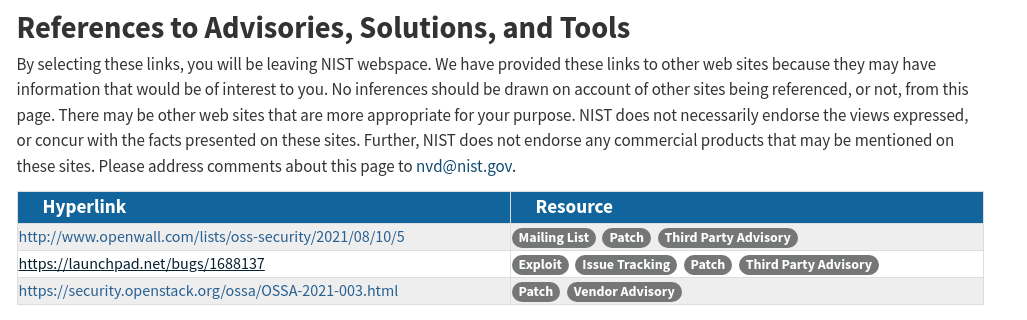 References to Advisories, Solutions, and Tools
By selecting these links, you will be leaving NIST webspace. We have provided these links to other web sites because they may have
information that would be of interest to you. No inferences should be drawn on account of other sites being referenced, or not, from this
page. There may be other web sites that are more appropriate for your purpose. NIST does not necessarily endorse the views expressed,
or concur with the facts presented on these sites. Further, NIST does not endorse any commercial products that may be mentioned on
these sites. Please address comments about this page to nvd@nist.gov.
Hyperlink Resource
http://www.openwall.com/lists/oss-security/2021/08/10/5 Mailing List Patch Third Party Advisory
https://launchpad.net/bugs/1688137 Exploit Issue Tracking Patch Third Party Advisory
https://security.openstack.org/ossa/OSSA-2021-003.html Patch Vendor Advisory